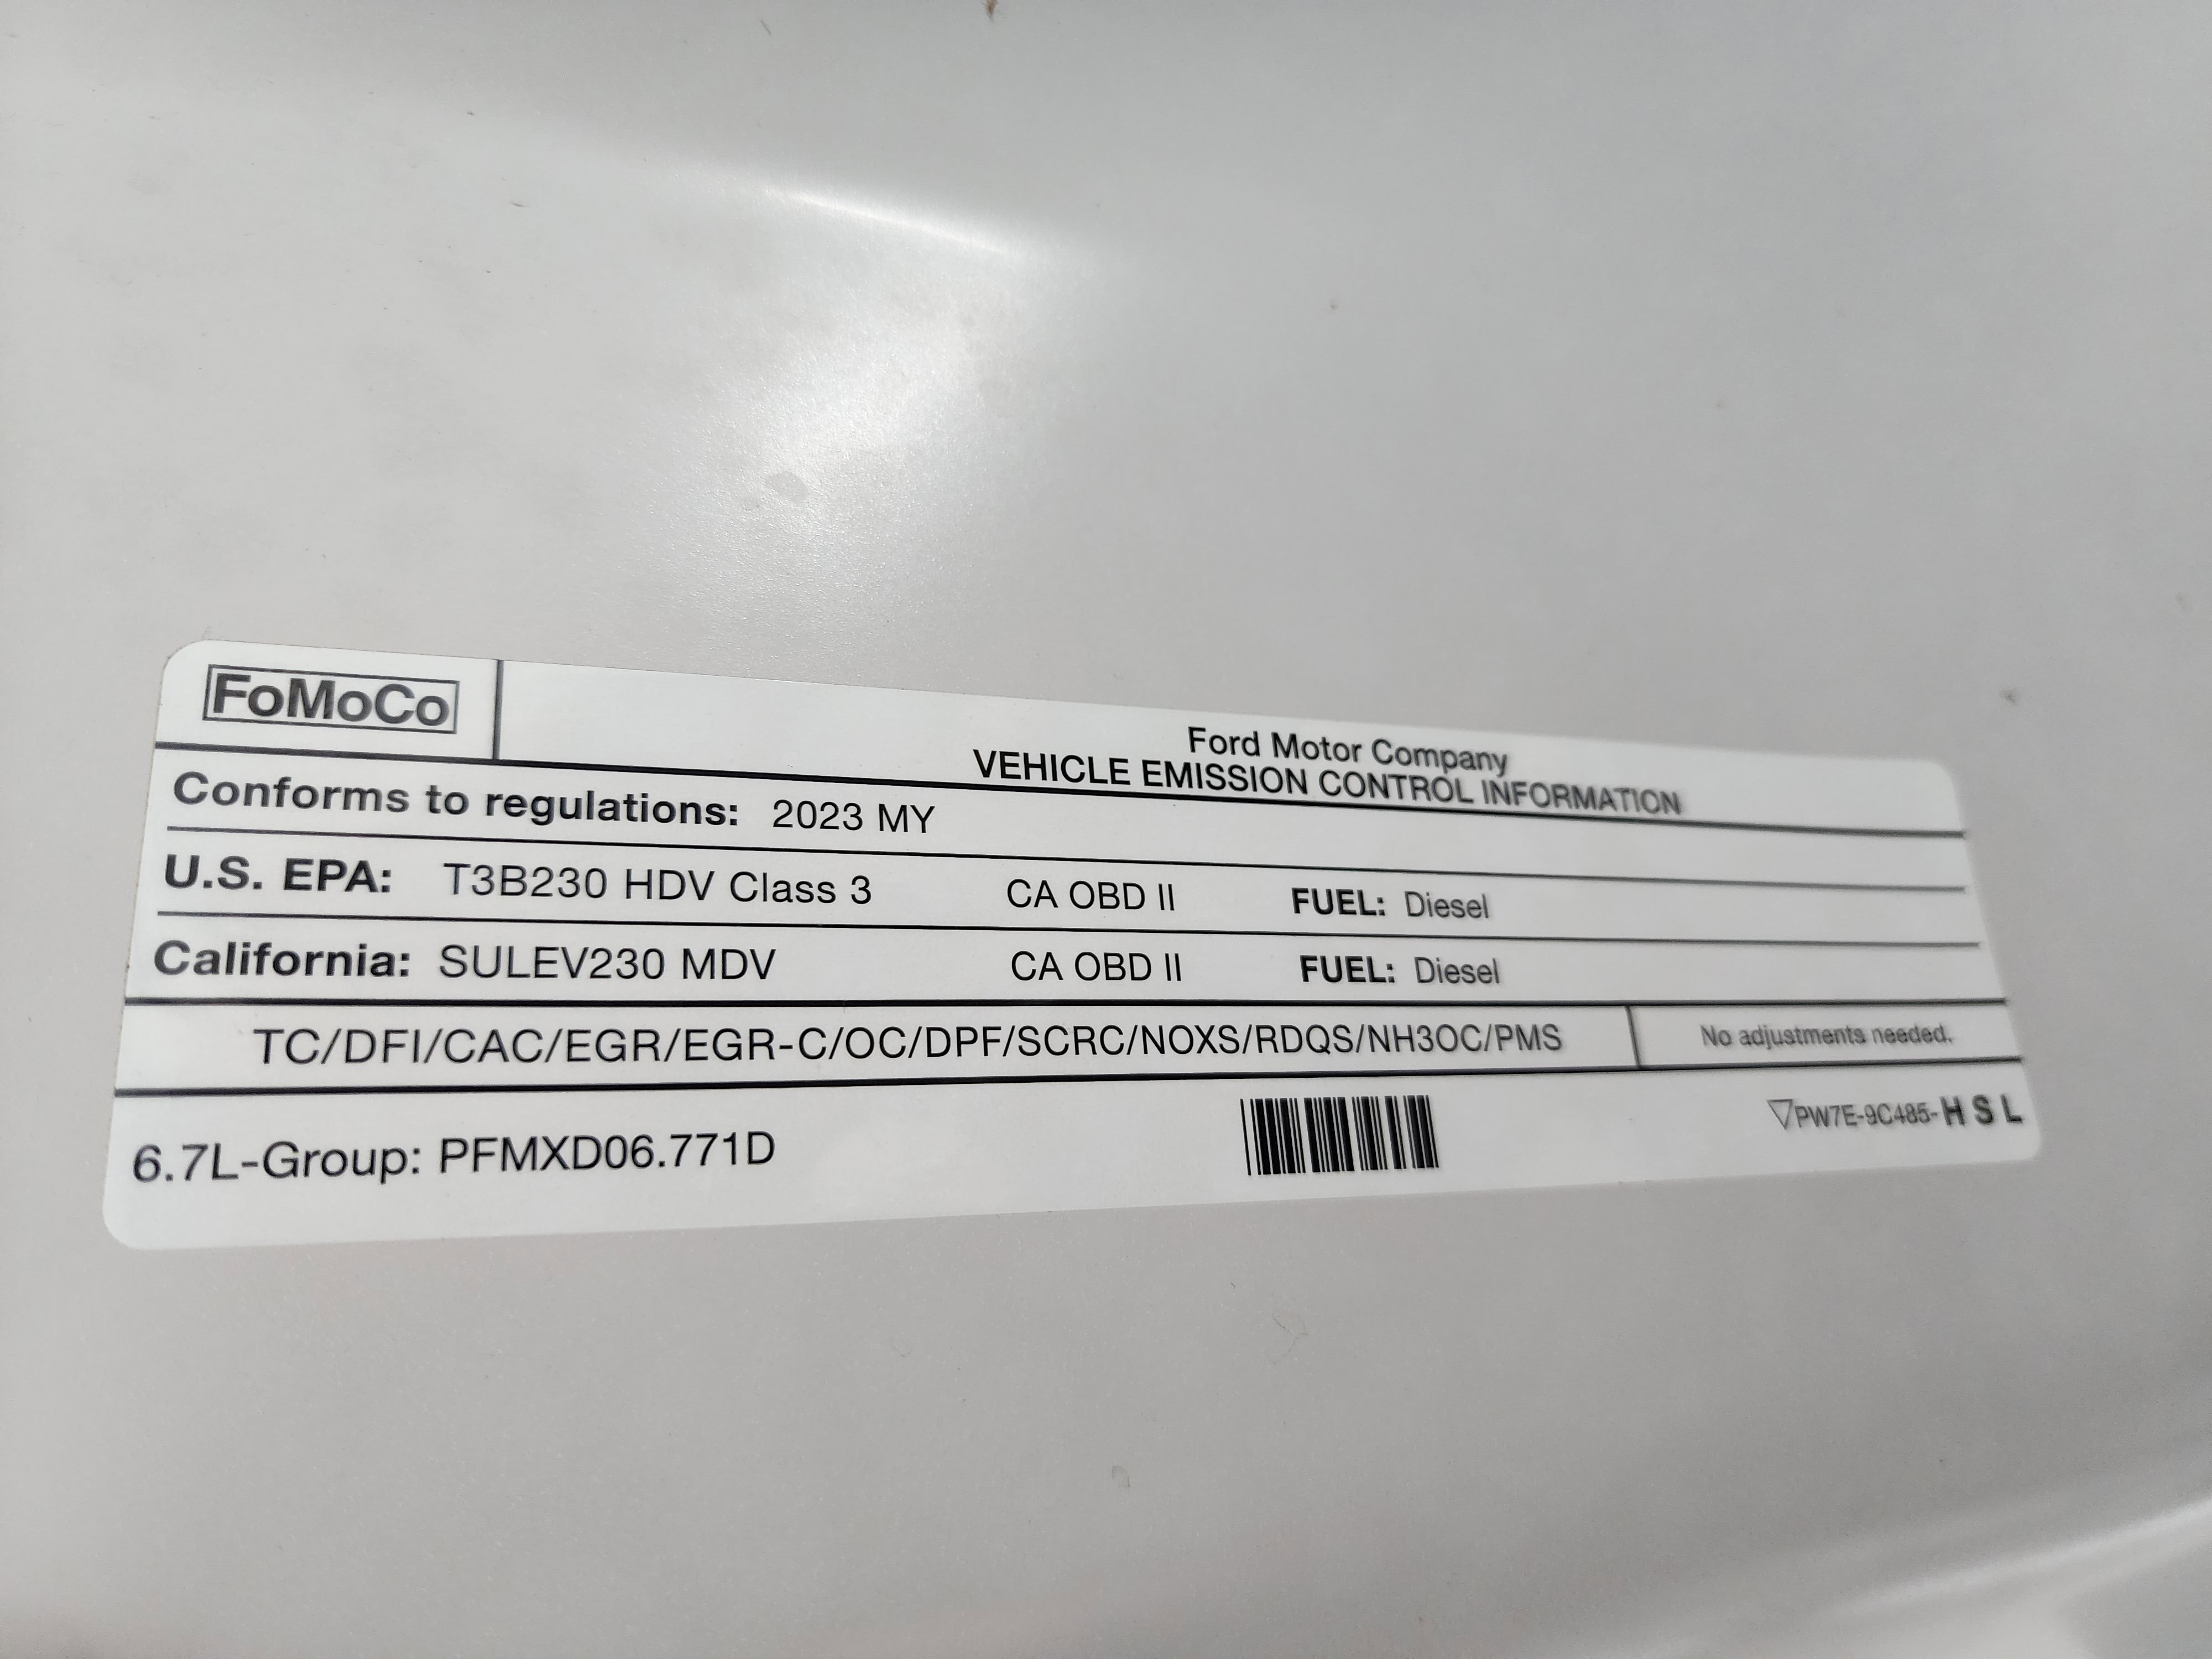 FoMoCo
Ford Motor Company
VEHICLE EMISSION CONTROL INFORMATION
Conforms to regulations: 2023 MY
U.S. EPA: T3B230 HDV Class 3 CA OBD II FUEL: Diesel
California: SULEV230 MDV CA OBD II FUEL: Diesel
TC/DFI/CAC/EGR/EGR-C/OC/DPF/SCRC/NOXS/RDQS/NH3OC/PMS No adjustments needed.
6.7L-Group: PFMXD06.771D PW7E-9C485-HSL